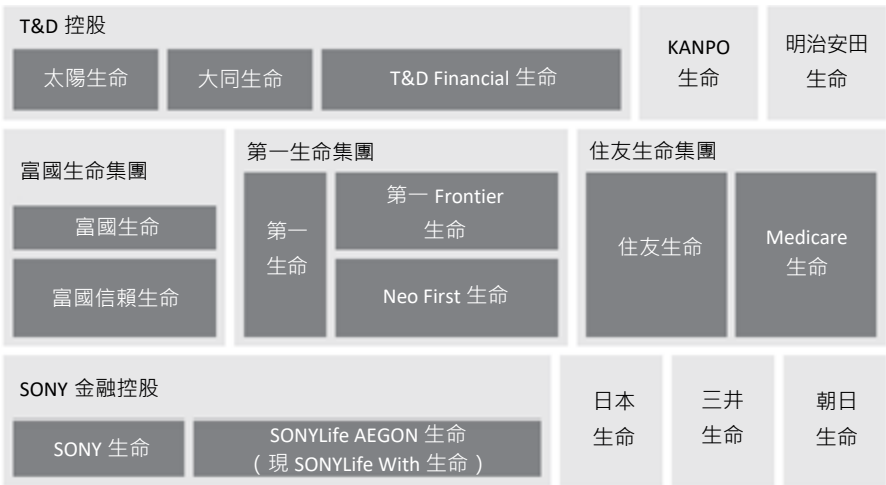 T&D 控股
太陽生命
大同生命
T&D Financial 生命
KANPO
生命
明治安田
生命
富國生命集團
富國生命
富國信賴生命
第一生命集團
第一
生命
第一 Frontier
生命
Neo First 生命
住友生命集團
住友生命
Medicare
生命
SONY 金融控股
SONY 生命
SONYLife AEGON 生命
（現 SONYLife With 生命）
日本
生命
三井
生命
朝日
生命